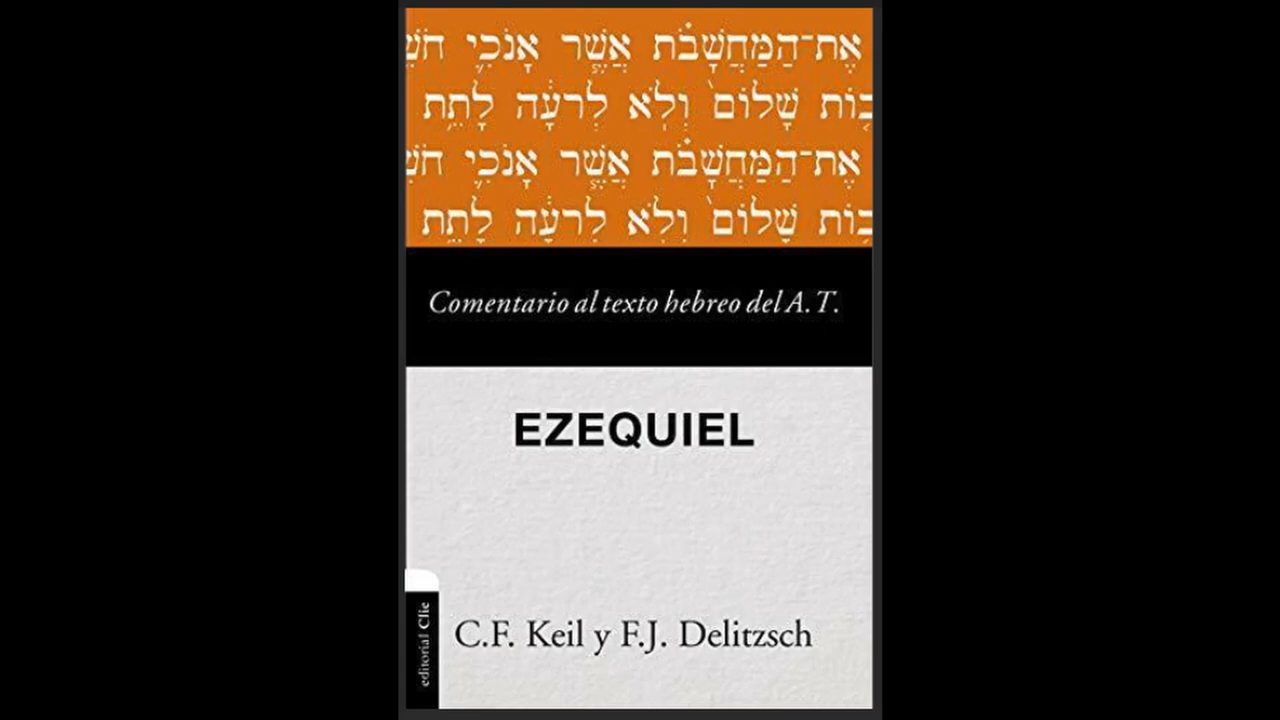 אֶת־הַמַּחֲשָׁבֹ֗ת אֲשֶׁ֧ר אָנֹכִ֛י חֹשֵׁ
ב֖וֹת שָׁלוֹם֙ וְלֹ֣א לְרָעָ֔ה לָתֵ֥ת
אֶת־הַמַּחֲשָׁבֹ֗ת אֲשֶׁ֧ר אָנֹכִ֛י חֹשֵׁ
ב֖וֹת שָׁלוֹם֙ וְלֹ֣א לְרָעָ֔ה לָתֵ֥ת
Comentario al texto hebreo del A. T.
EZEQUIEL
C.F. Keil y F.J. Delitzsch
editorial Clie